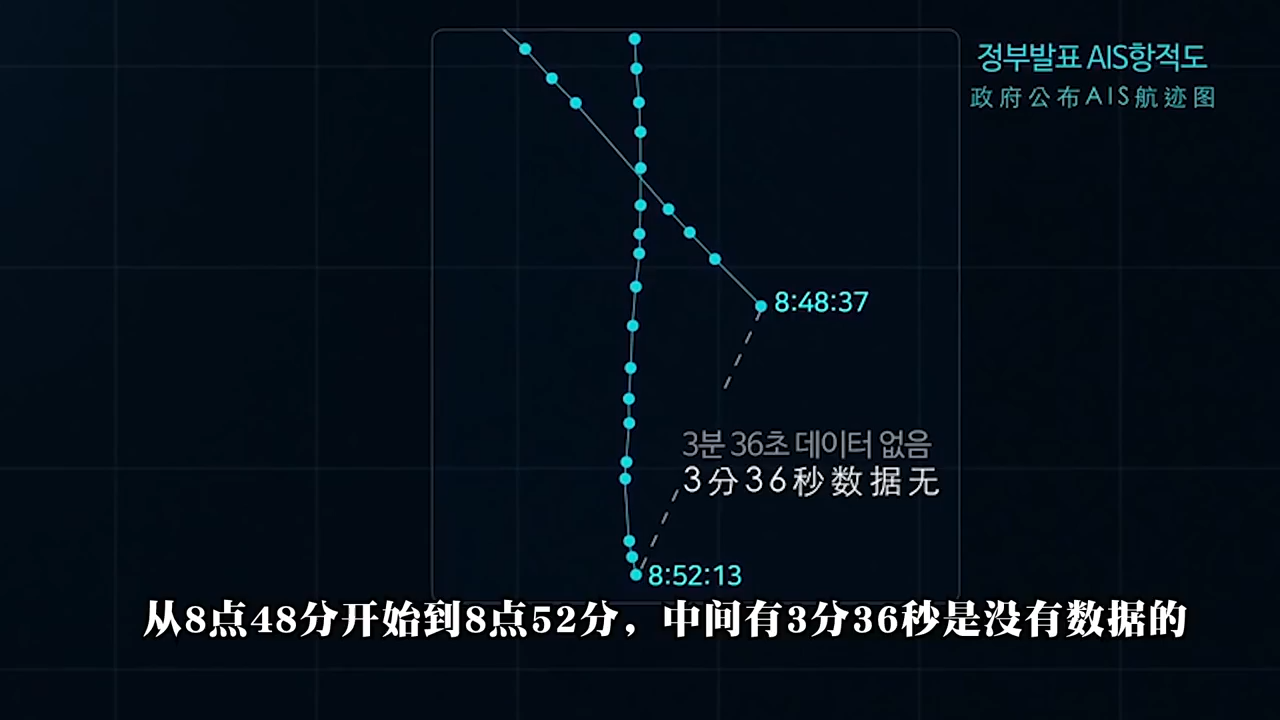 정부발표 AIS항적도
政府公布AIS航迹图
8:48:37
3분 36초 데이터 없음
3分36秒数据无
8:52:13
从8点48分开始到8点52分，中间有3分36秒是没有数据的